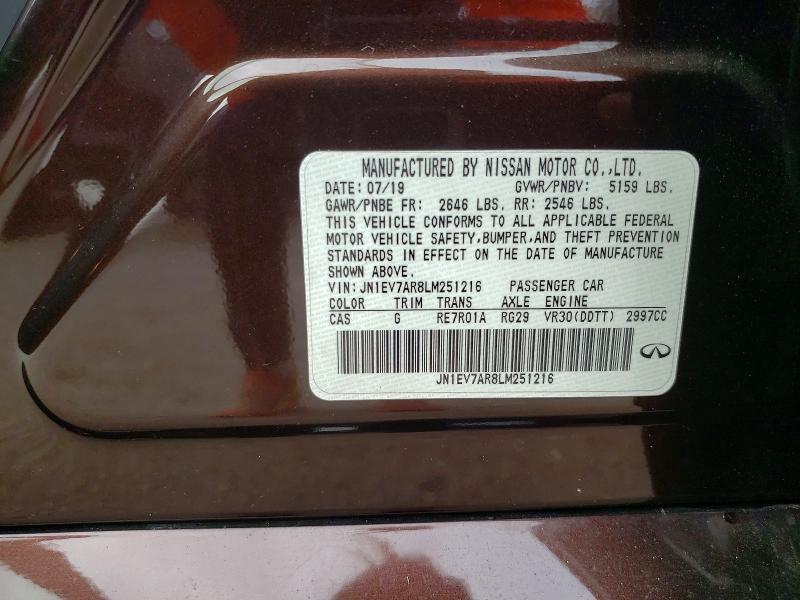 MANUFACTURED BY NISSAN MOTOR CO.,LTD.
DATE: 07/19 GVWR/PNBV: 5159 LBS.
GAWR/PNBE FR: 2646 LBS. RR: 2546 LBS.
THIS VEHICLE CONFORMS TO ALL APPLICABLE FEDERAL
MOTOR VEHICLE SAFETY,BUMPER,AND THEFT PREVENTION
STANDARDS IN EFFECT ON THE DATE OF MANUFACTURE
SHOWN ABOVE.
VIN: JN1EV7AR8LM251216 PASSENGER CAR
COLOR TRIM TRANS AXLE ENGINE
CAS G RE7R01A RG29 VR30(DDTT) 2997CC
JN1EV7AR8LM251216